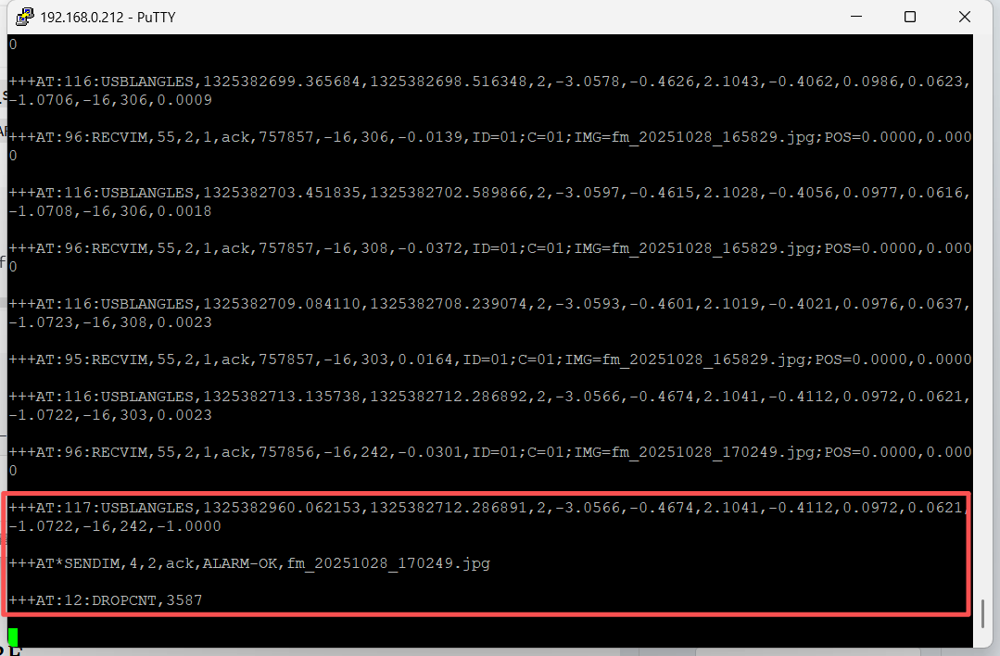 192.168.0.212 - PuTTY
0
+++AT:116:USBLANGLES,1325382699.365684,1325382698.516348,2,-3.0578,-0.4626,2.1043,-0.4062,0.0986,0.0623,
-1.0706,-16,306,0.0009
+++AT:96:RECVIM,55,2,1,ack,757857,-16,306,-0.0139,ID=01;C=01;IMG=fm_20251028_165829.jpg;POS=0.0000,0.000
0
+++AT:116:USBLANGLES,1325382703.451835,1325382702.589866,2,-3.0597,-0.4615,2.1028,-0.4056,0.0977,0.0616,
-1.0708,-16,306,0.0018
+++AT:96:RECVIM,55,2,1,ack,757857,-16,308,-0.0372,ID=01;C=01;IMG=fm_20251028_165829.jpg;POS=0.0000,0.000
0
+++AT:116:USBLANGLES,1325382709.084110,1325382708.239074,2,-3.0593,-0.4601,2.1019,-0.4021,0.0976,0.0637,
-1.0723,-16,308,0.0023
+++AT:95:RECVIM,55,2,1,ack,757857,-16,303,0.0164,ID=01;C=01;IMG=fm_20251028_165829.jpg;POS=0.0000,0.0000
+++AT:116:USBLANGLES,1325382713.135738,1325382712.286892,2,-3.0566,-0.4674,2.1041,-0.4112,0.0972,0.0621,
-1.0722,-16,303,0.0023
+++AT:96:RECVIM,55,2,1,ack,757856,-16,242,-0.0301,ID=01;C=01;IMG=fm_20251028_170249.jpg;POS=0.0000,0.000
0
+++AT:117:USBLANGLES,1325382960.062153,1325382712.286891,2,-3.0566,-0.4674,2.1041,-0.4112,0.0972,0.0621,
-1.0722,-16,242,-1.0000
+++AT*SENDIM,4,2,ack,ALARM-OK,fm_20251028_170249.jpg
+++AT:12:DROPCNT,3587